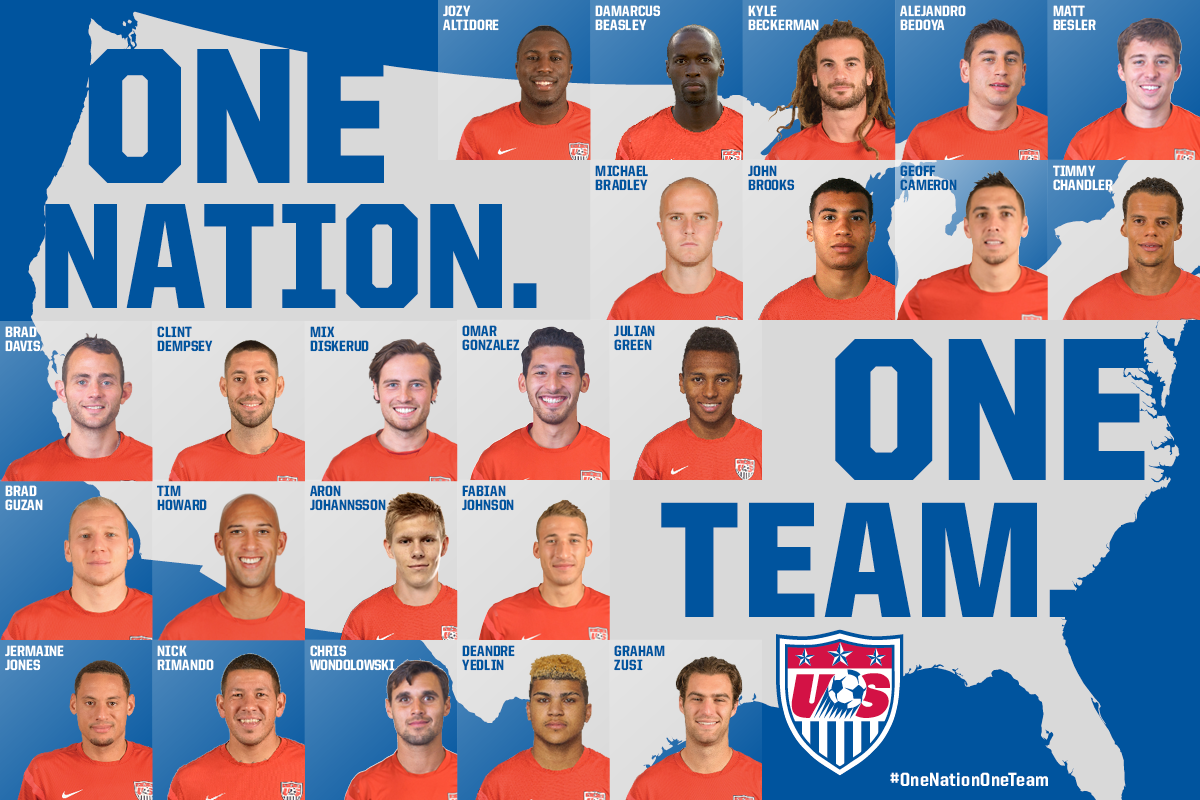 ONE
NATION.
JOZY
ALTIDORE
DAMARCUS
BEASLEY
KYLE
BECKERMAN
ALEJANDRO
BEDOYA
MATT
BESLER
MICHAEL
BRADLEY
JOHN
BROOKS
GEOFF
CAMERON
TIMMY
CHANDLER
BRAD
DAVIS
CLINT
DEMPSEY
MIX
DISKERUD
OMAR
GONZALEZ
JULIAN
GREEN
ONE
TEAM.
BRAD
GUZAN
TIM
HOWARD
ARON
JOHANNSSON
FABIAN
JOHNSON
JERMAINE
JONES
NICK
RIMANDO
CHRIS
WONDOLOWSKI
DEANDRE
YEDLIN
GRAHAM
ZUSI
US
#OneNationOneTeam